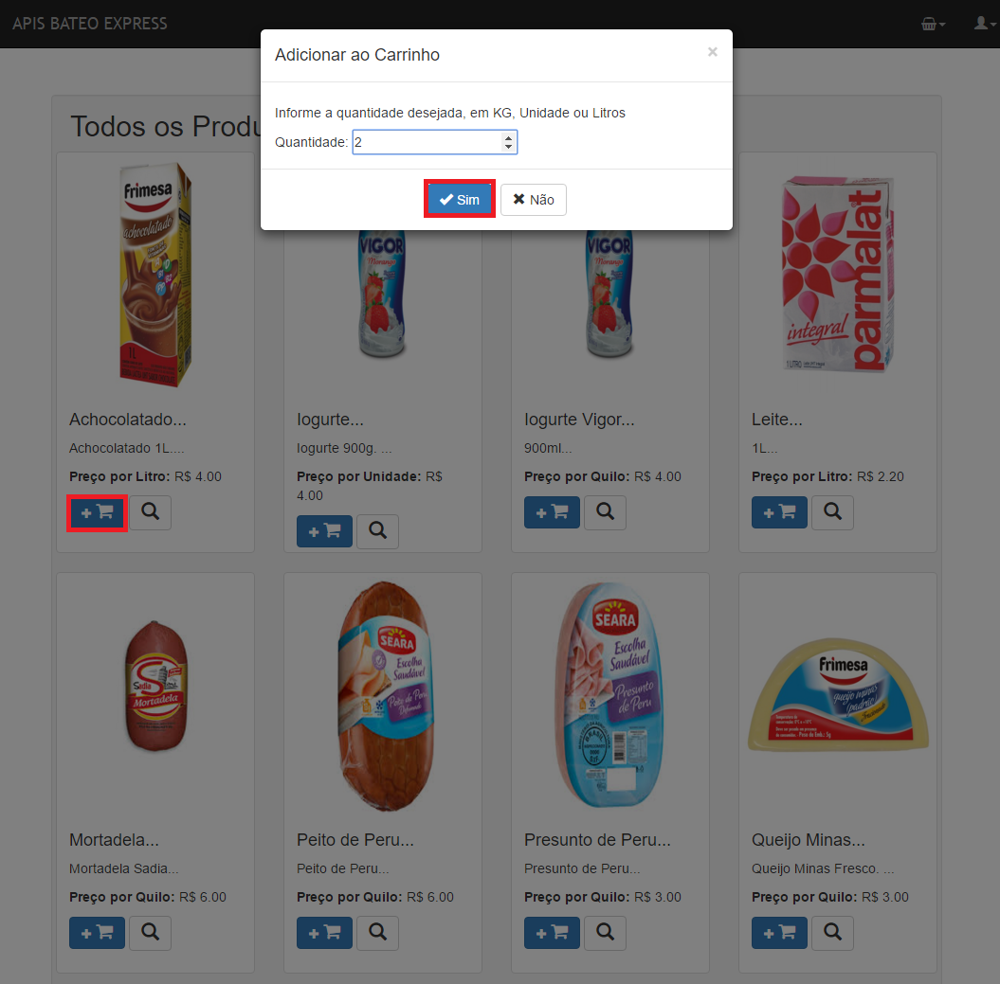 APIS BATEO EXPRESS
Adicionar ao Carrinho
×
Informe a quantidade desejada, em KG, Unidade ou Litros
Quantidade: 2
Sim Não
Todos os Produ
Frimesa
achocolatado
1L
VIGOR
Morango
VIGOR
Morango
parmalat
integral
1 LITRO
Achocolatado...
Achocolatado 1L....
Preço por Litro: R$ 4.00
Iogurte...
Iogurte 900g. ...
Preço por Unidade: R$
4.00
Iogurte Vigor...
900ml...
Preço por Quilo: R$ 4.00
Leite...
1L...
Preço por Litro: R$ 2.20
Sadia
Mortadela
SEARA
Escolha
Saudável
Peito de Peru
Defumado
SEARA
Escolha
Saudável
Presunto
de Peru
BRASIL
S.I.F.
Frimesa
queijo minas
(padrão)
Mortadela...
Mortadela Sadia...
Preço por Quilo: R$ 6.00
Peito de Peru...
Peito de Peru...
Preço por Quilo: R$ 6.00
Presunto de Peru...
Presunto de Peru...
Preço por Quilo: R$ 3.00
Queijo Minas...
Queijo Minas Fresco. ...
Preço por Quilo: R$ 3.00